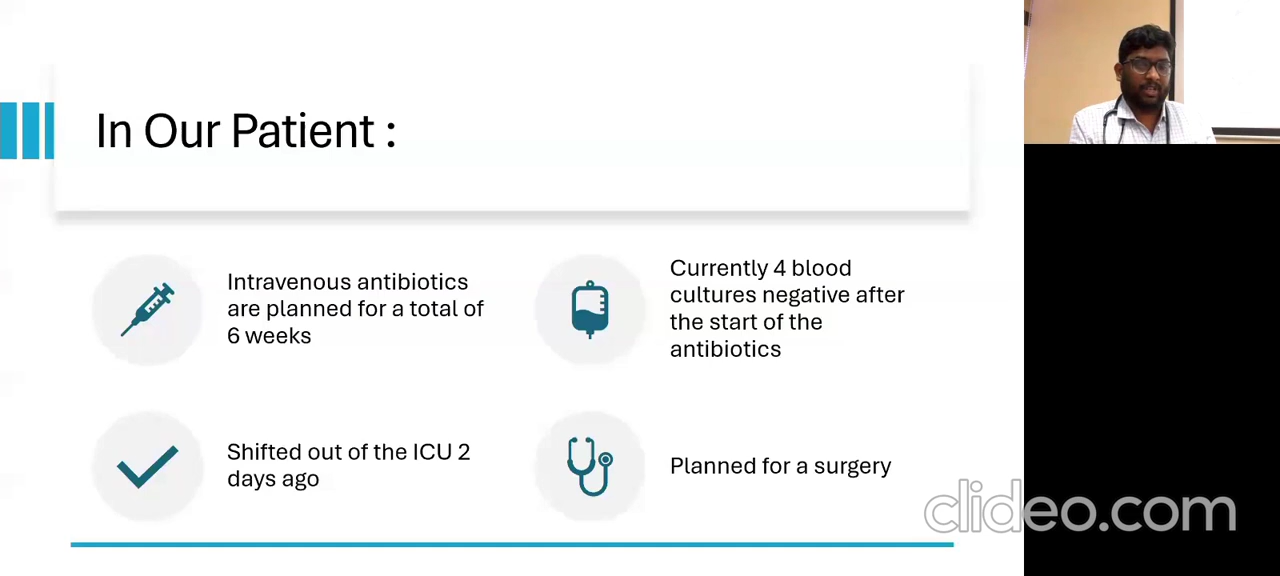 In Our Patient :
Intravenous antibiotics
are planned for a total of
6 weeks
Currently 4 blood
cultures negative after
the start of the
antibiotics
Shifted out of the ICU 2
days ago
Planned for a surgery
clideo.com